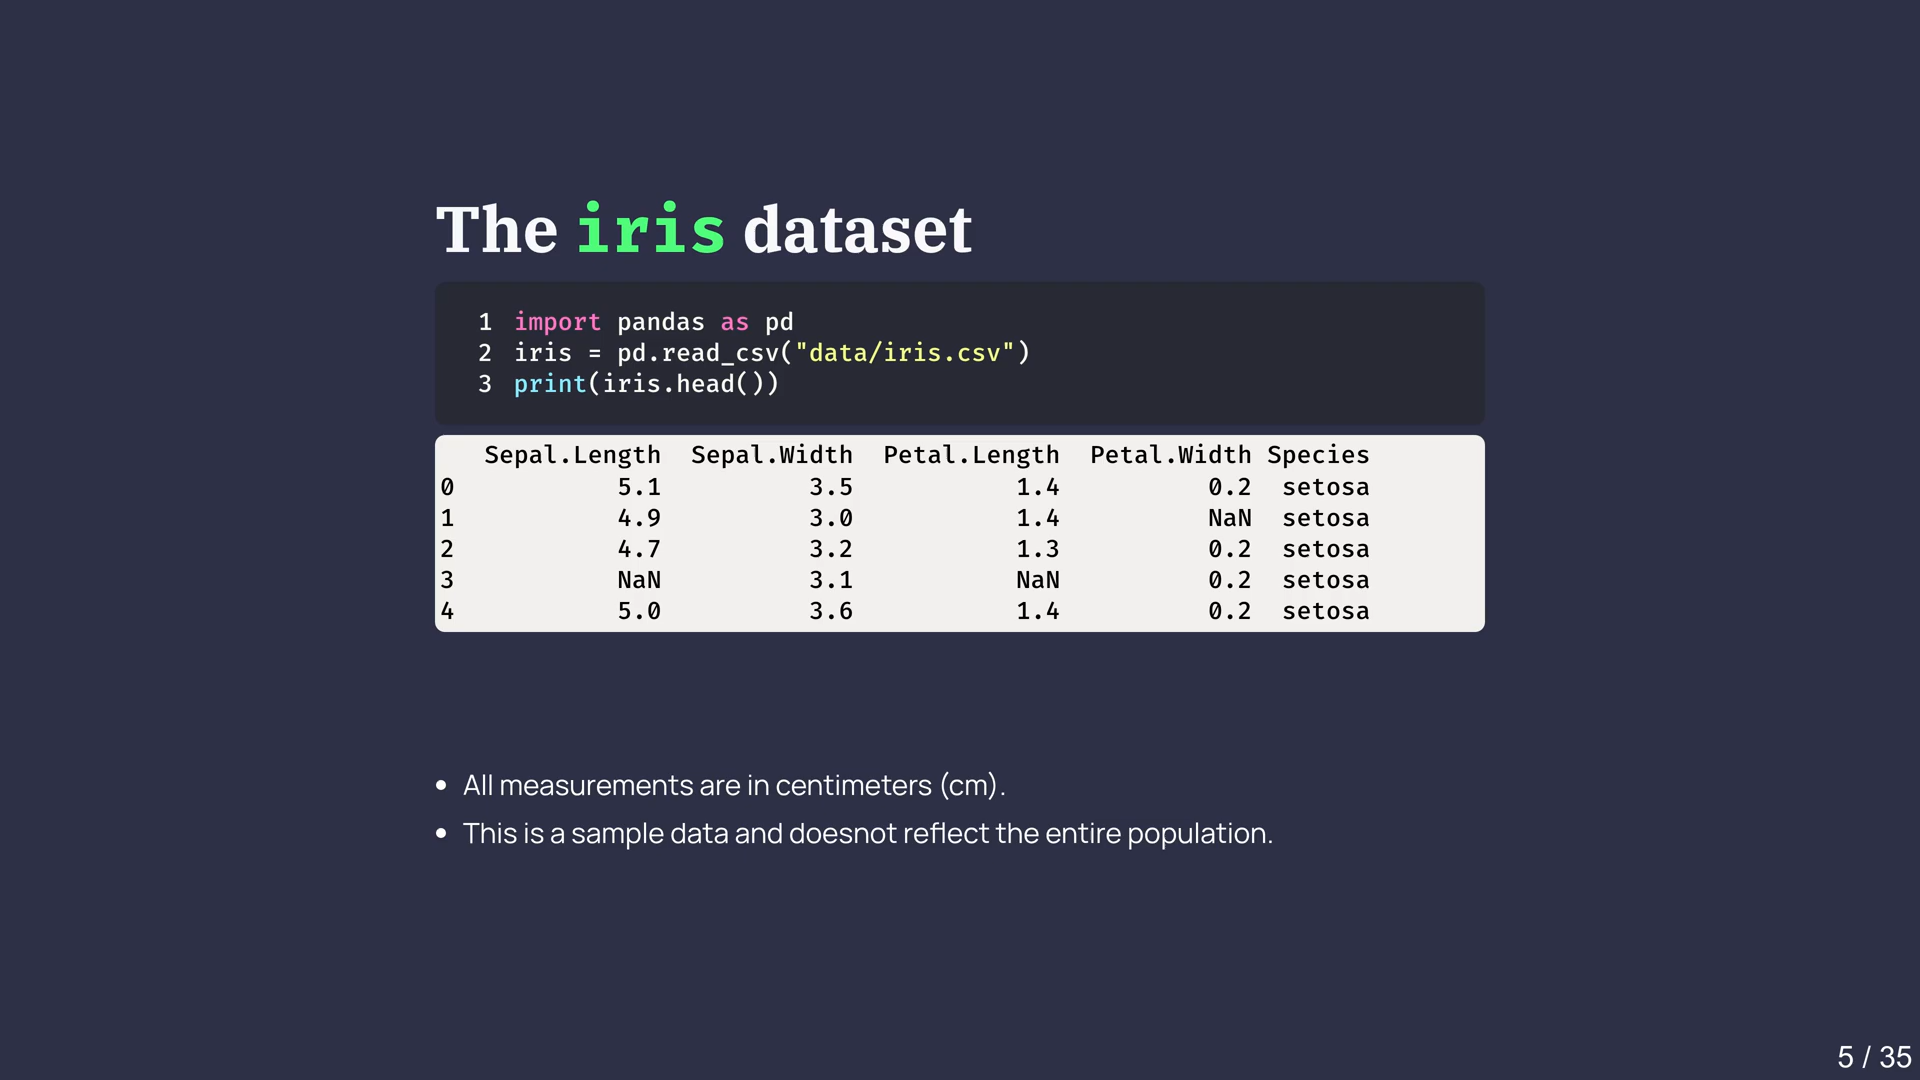 The iris dataset
1 import pandas as pd
2 iris = pd.read_csv("data/iris.csv")
3 print(iris.head())
Sepal.Length Sepal.Width Petal.Length Petal.Width Species
0 5.1 3.5 1.4 0.2 setosa
1 4.9 3.0 1.4 NaN setosa
2 4.7 3.2 1.3 0.2 setosa
3 NaN 3.1 NaN 0.2 setosa
4 5.0 3.6 1.4 0.2 setosa
• All measurements are in centimeters (cm).
• This is a sample data and doesnot reflect the entire population.
5 / 35